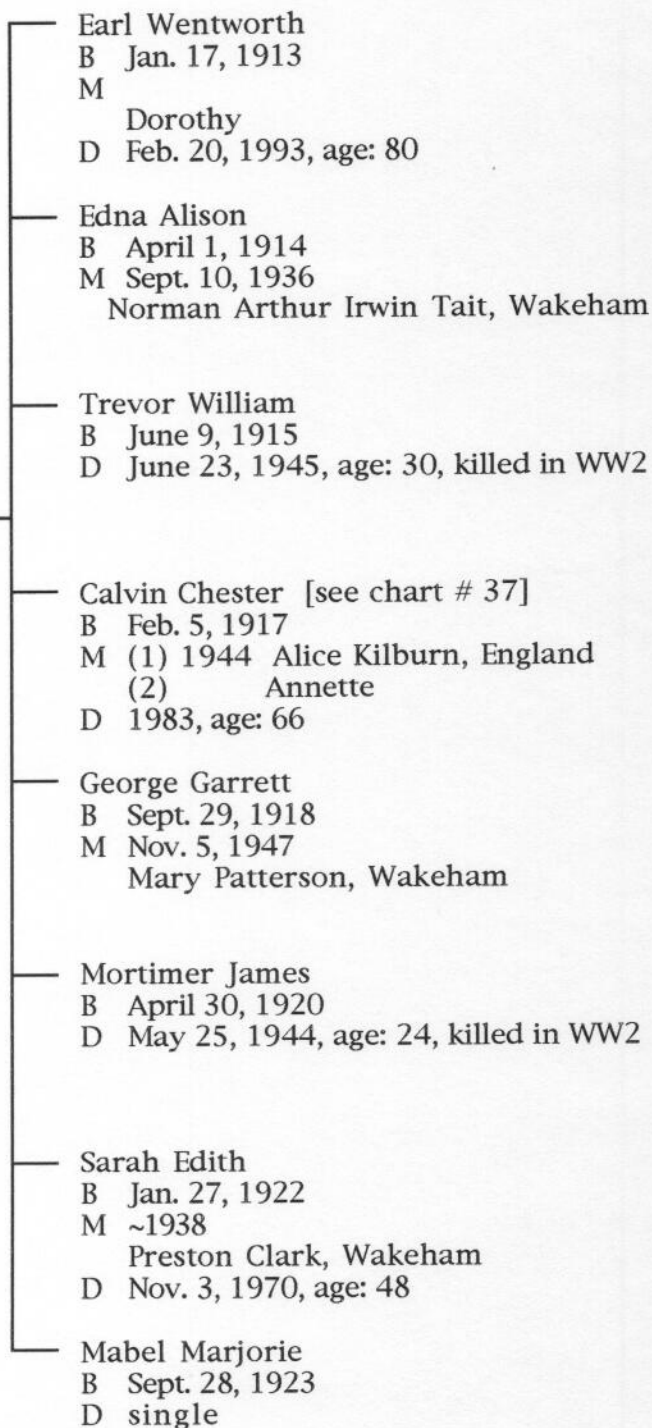 Earl Wentworth
B Jan. 17, 1913
M
Dorothy
D Feb. 20, 1993, age: 80
Edna Alison
B April 1, 1914
M Sept. 10, 1936
Norman Arthur Irwin Tait, Wakeham
Trevor William
B June 9, 1915
D June 23, 1945, age: 30, killed in WW2
Calvin Chester [see chart # 37]
B Feb. 5, 1917
M (1) 1944 Alice Kilburn, England
(2) Annette
D 1983, age: 66
George Garrett
B Sept. 29, 1918
M Nov. 5, 1947
Mary Patterson, Wakeham
Mortimer James
B April 30, 1920
D May 25, 1944, age: 24, killed in WW2
Sarah Edith
B Jan. 27, 1922
M ~1938
Preston Clark, Wakeham
D Nov. 3, 1970, age: 48
Mabel Marjorie
B Sept. 28, 1923
D single